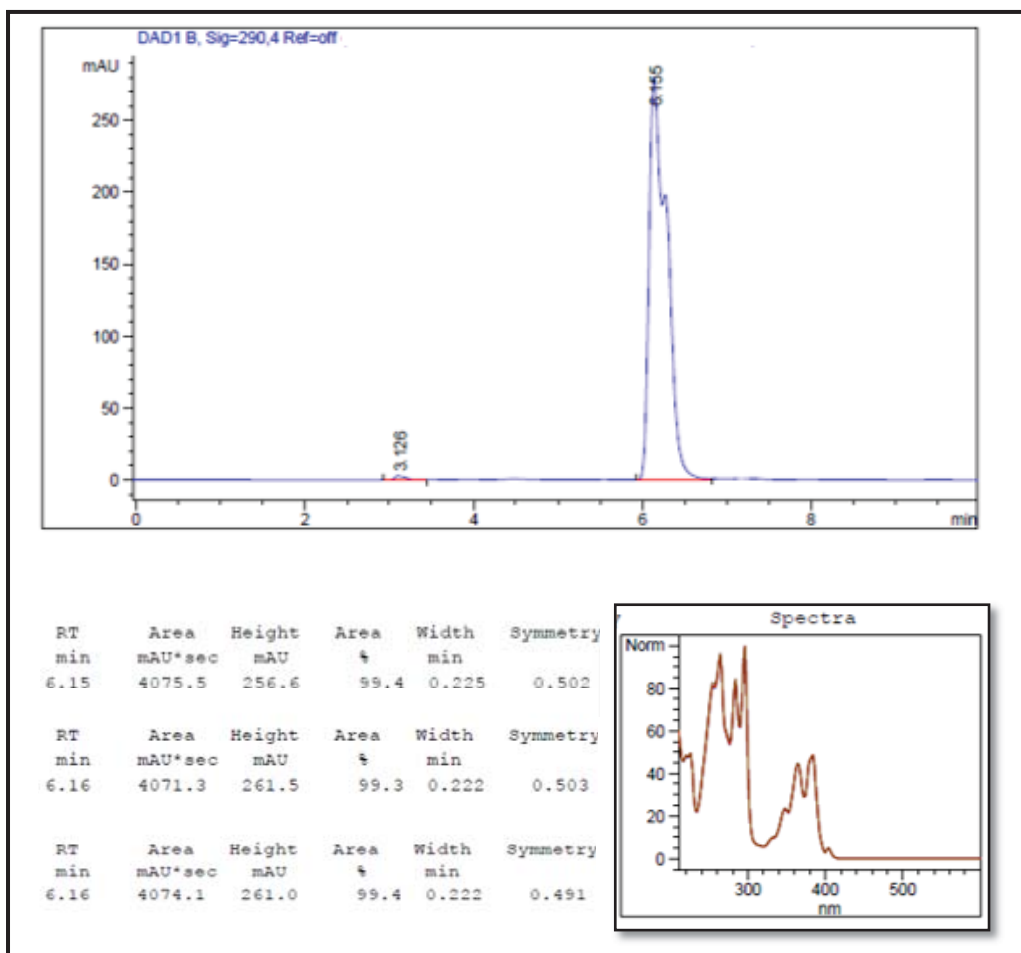 DAD1 B, Sig=290,4 Ref=off
mAU
250
200
150
100
50
0
3.126
6.155
0 2 4 6 8 min
RT Area Height Area Width Symmetry
min mAU*sec mAU % min
6.15 4075.5 256.6 99.4 0.225 0.502
RT Area Height Area Width Symmetry
min mAU*sec mAU % min
6.16 4071.3 261.5 99.3 0.222 0.503
RT Area Height Area Width Symmetry
min mAU*sec mAU % min
6.16 4074.1 261.0 99.4 0.222 0.491
Spectra
Norm
80
60
40
20
0
300 400 500
nm